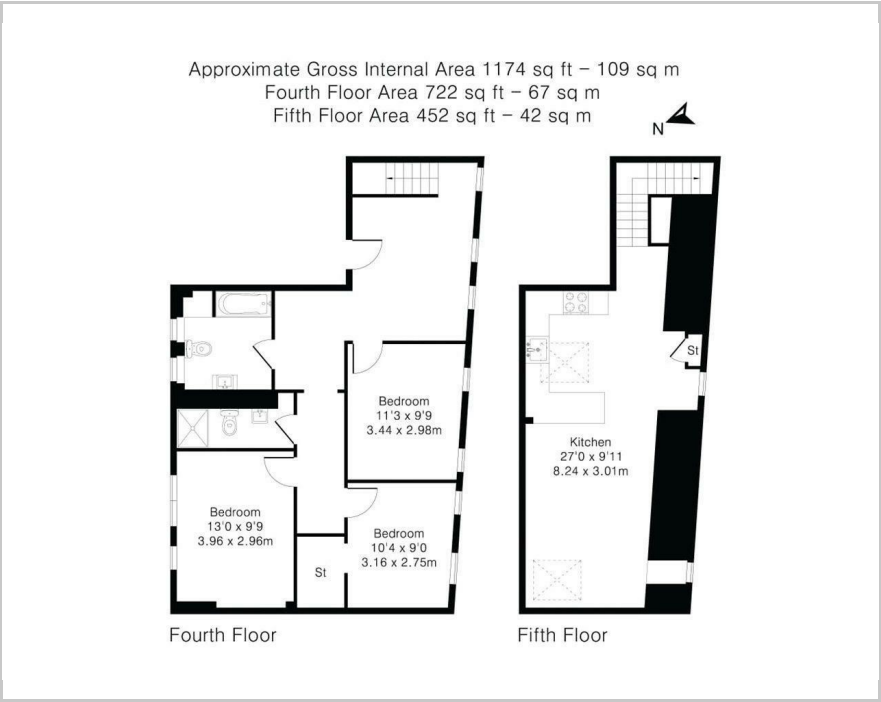 Approximate Gross Internal Area 1174 sq ft - 109 sq m
Fourth Floor Area 722 sq ft - 67 sq m
Fifth Floor Area 452 sq ft - 42 sq m
N
Bedroom
11'3 x 9'9
3.44 x 2.98m
Bedroom
13'0 x 9'9
3.96 x 2.96m
Bedroom
10'4 x 9'0
3.16 x 2.75m
St
Fourth Floor
St
Kitchen
27'0 x 9'11
8.24 x 3.01m
Fifth Floor